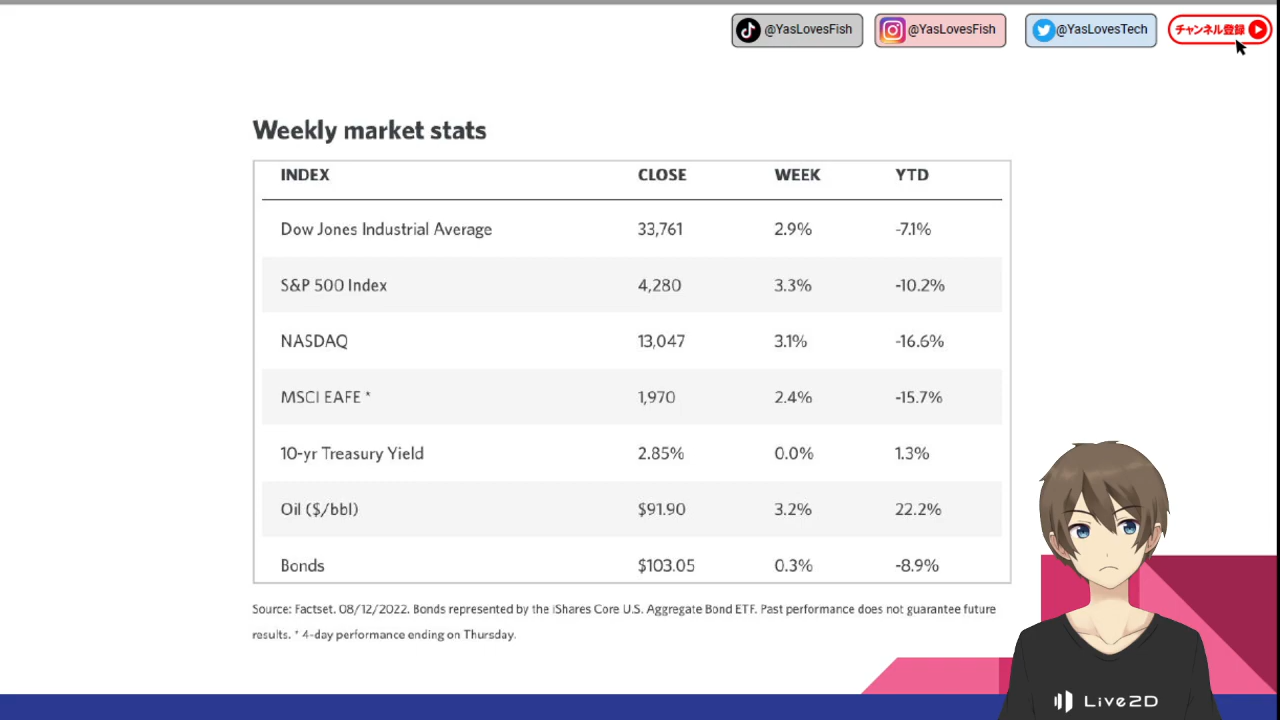 @YasLovesFish @YasLovesFish @YasLovesTech チャンネル登録
Weekly market stats
INDEX CLOSE WEEK YTD
Dow Jones Industrial Average 33,761 2.9% -7.1%
S&P 500 Index 4,280 3.3% -10.2%
NASDAQ 13,047 3.1% -16.6%
MSCI EAFE * 1,970 2.4% -15.7%
10-yr Treasury Yield 2.85% 0.0% 1.3%
Oil ($/bbl) $91.90 3.2% 22.2%
Bonds $103.05 0.3% -8.9%
Source: Factset. 08/12/2022. Bonds represented by the iShares Core U.S. Aggregate Bond ETF. Past performance does not guarantee future
results. * 4-day performance ending on Thursday.
Live2D